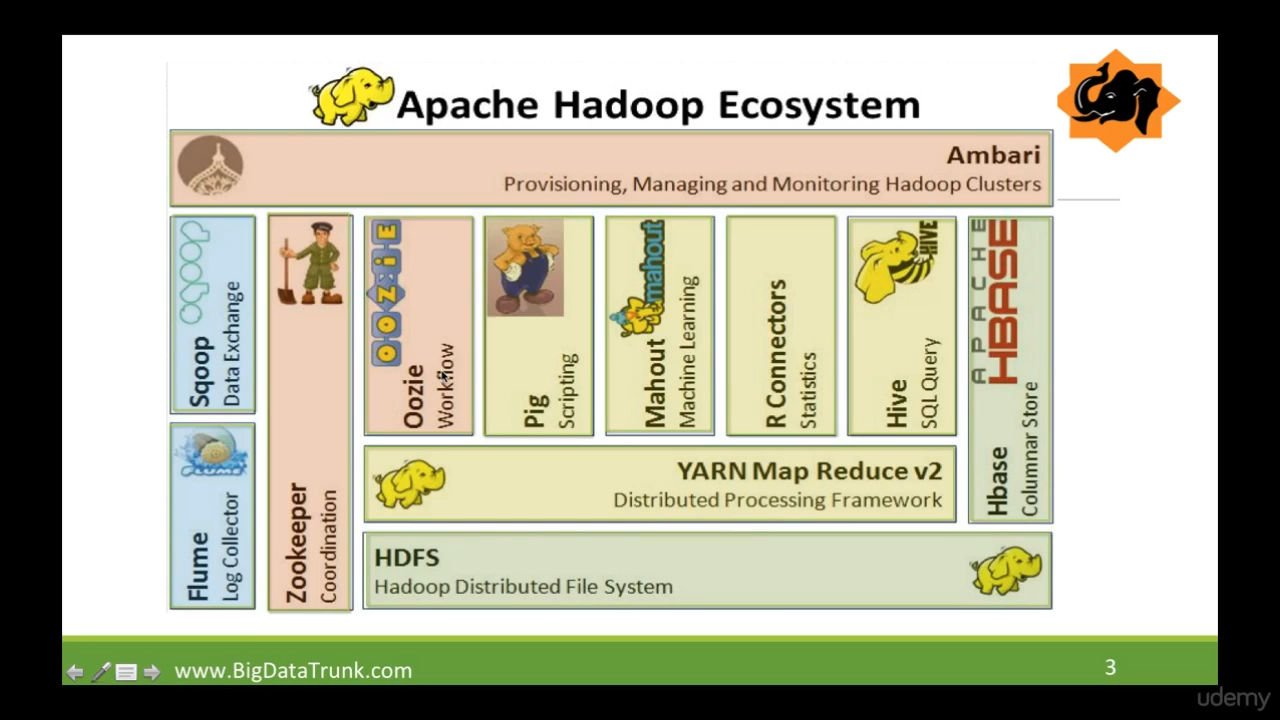 Apache Hadoop Ecosystem
Ambari
Provisioning, Managing and Monitoring Hadoop Clusters
sqoop
Sqoop
Data Exchange
FLUME
Flume
Log Collector
Zookeeper
Coordination
OOZIE
Oozie
Workflow
Pig
Scripting
mahout
Mahout
Machine Learning
R Connectors
Statistics
HIVE
Hive
SQL Query
APACHE
HBASE
Hbase
Columnar Store
YARN Map Reduce v2
Distributed Processing Framework
HDFS
Hadoop Distributed File System
www.BigDataTrunk.com
3
udemy